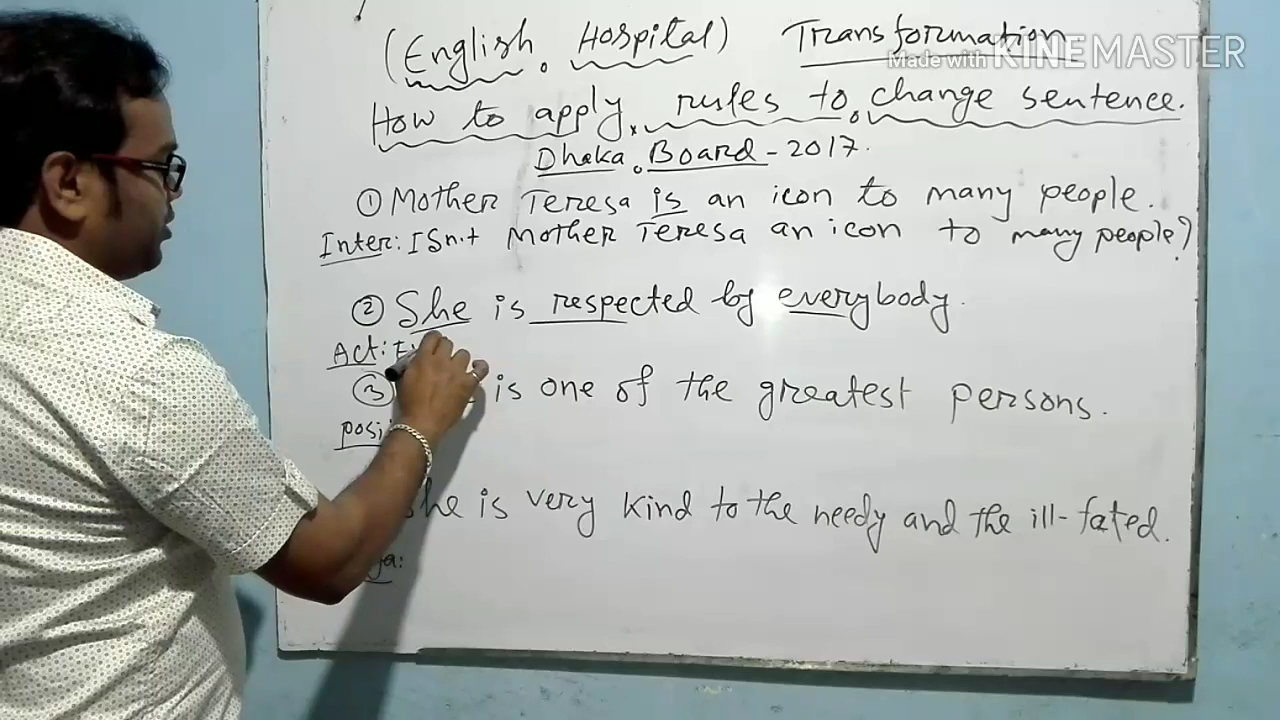 (English Hospital) Transformation
Made with KINEMASTER
How to apply rules to change sentence.
Dhaka Board - 2017.
① Mother Teresa is an icon to many people.
Inter: ISn't Mother Teresa an icon to many people?
② She is respected by everybody.
Act:
③ is one of the greatest persons.
She is very kind to the needy and the ill-fated.